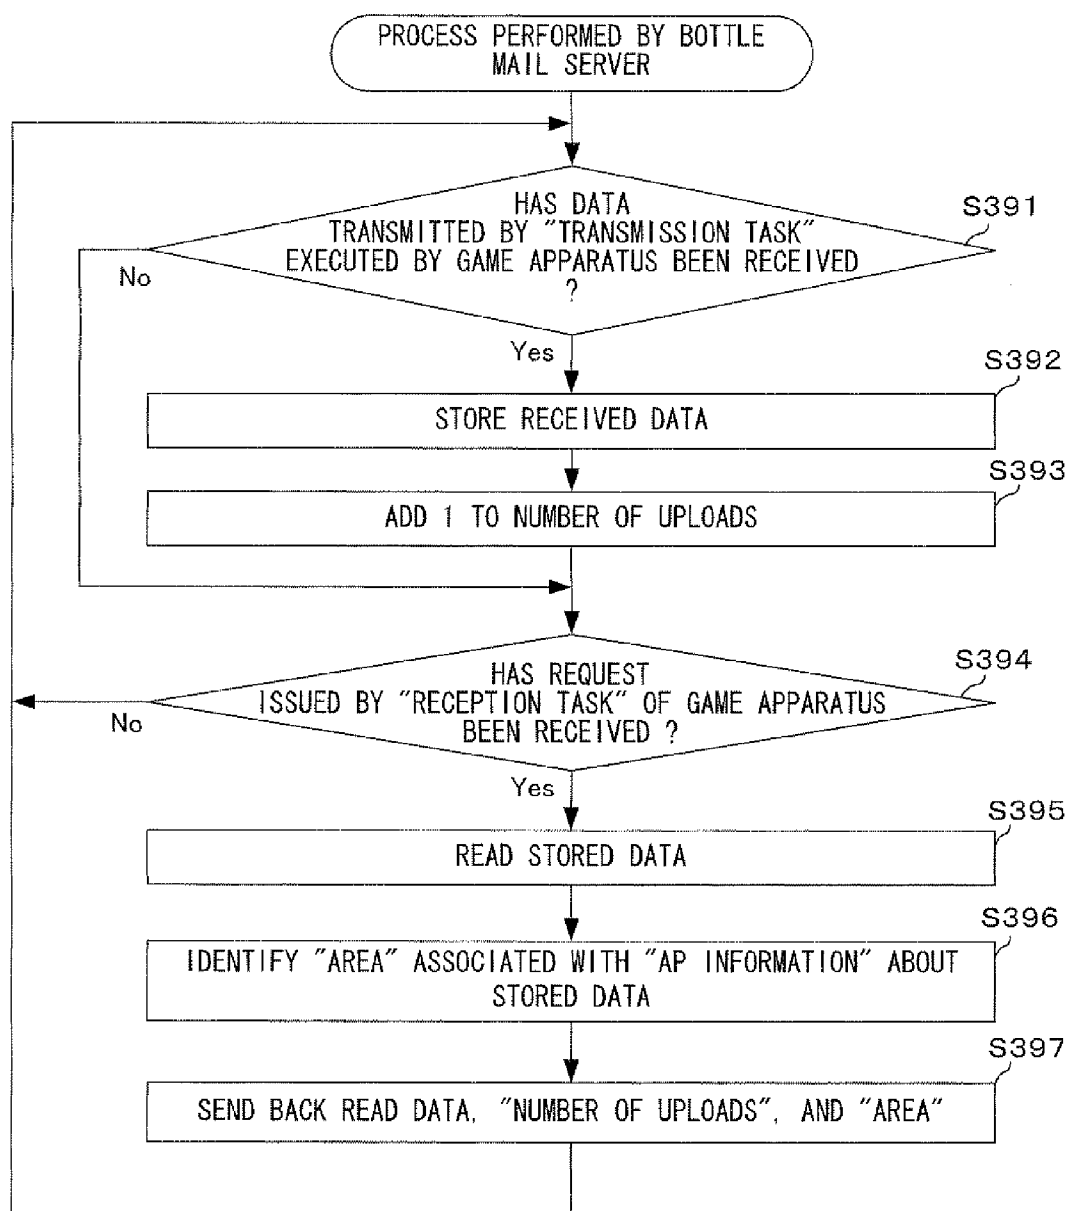 PROCESS PERFORMED BY BOTTLE
MAIL SERVER
HAS DATA
TRANSMITTED BY "TRANSMISSION TASK"
EXECUTED BY GAME APPARATUS BEEN RECEIVED
?
S391
No
Yes
S392
STORE RECEIVED DATA
S393
ADD 1 TO NUMBER OF UPLOADS
S394
HAS REQUEST
ISSUED BY "RECEPTION TASK" OF GAME APPARATUS
BEEN RECEIVED ?
No
Yes
S395
READ STORED DATA
S396
IDENTIFY "AREA" ASSOCIATED WITH "AP INFORMATION" ABOUT
STORED DATA
S397
SEND BACK READ DATA, "NUMBER OF UPLOADS", AND "AREA"